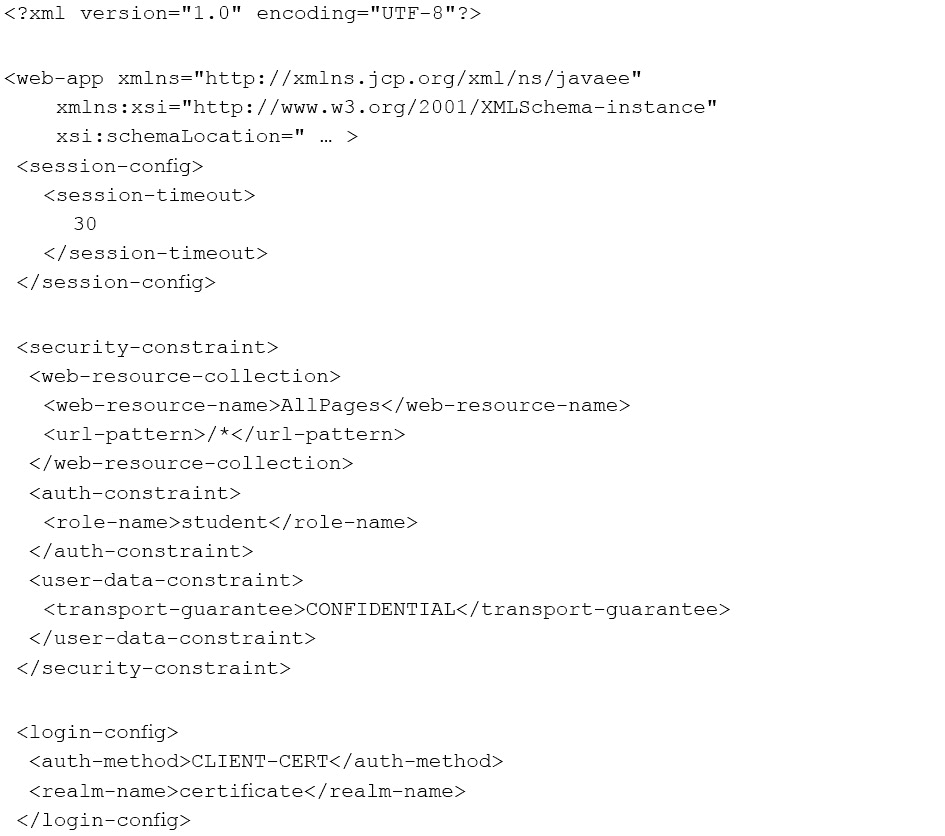 <?xml version="1.0" encoding="UTF-8"?>
<web-app xmlns="http://xmlns.jcp.org/xml/ns/javaee"
xmlns:xsi="http://www.w3.org/2001/XMLSchema-instance"
xsi:schemaLocation=" … >
<session-config>
<session-timeout>
30
</session-timeout>
</session-config>
<security-constraint>
<web-resource-collection>
<web-resource-name>AllPages</web-resource-name>
<url-pattern>/*</url-pattern>
</web-resource-collection>
<auth-constraint>
<role-name>student</role-name>
</auth-constraint>
<user-data-constraint>
<transport-guarantee>CONFIDENTIAL</transport-guarantee>
</user-data-constraint>
</security-constraint>
<login-config>
<auth-method>CLIENT-CERT</auth-method>
<realm-name>certificate</realm-name>
</login-config>